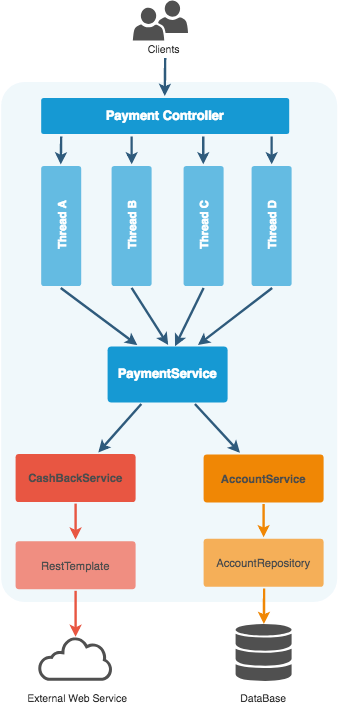 Clients
Payment Controller
Thread A
Thread B
Thread C
Thread D
PaymentService
CashBackService
AccountService
RestTemplate
AccountRepository
External Web Service
DataBase